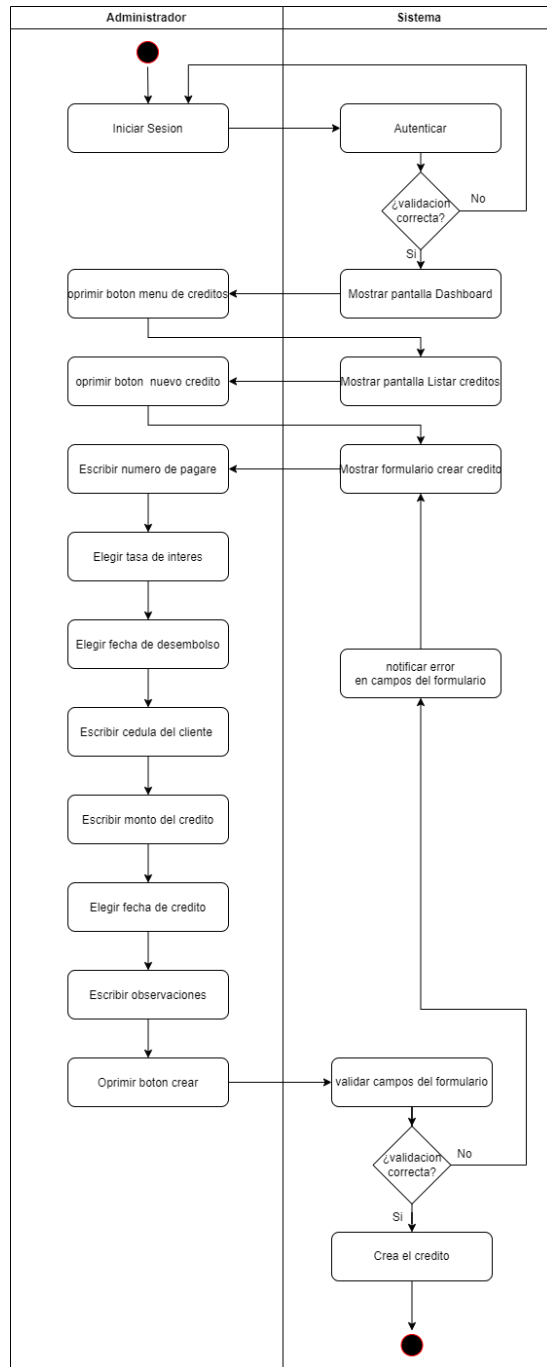 Administrador
Sistema
Iniciar Sesion
Autenticar
¿validacion
correcta?
No
Si
oprimir boton menu de creditos
Mostrar pantalla Dashboard
Mostrar pantalla Listar creditos
oprimir boton nuevo credito
Mostrar formulario crear credito
Escribir numero de pagare
Elegir tasa de interes
Elegir fecha de desembolso
notificar error
en campos del formulario
Escribir cedula del cliente
Escribir monto del credito
Elegir fecha de credito
Escribir observaciones
Oprimir boton crear
validar campos del formulario
¿validacion
correcta?
No
Si
Crea el credito